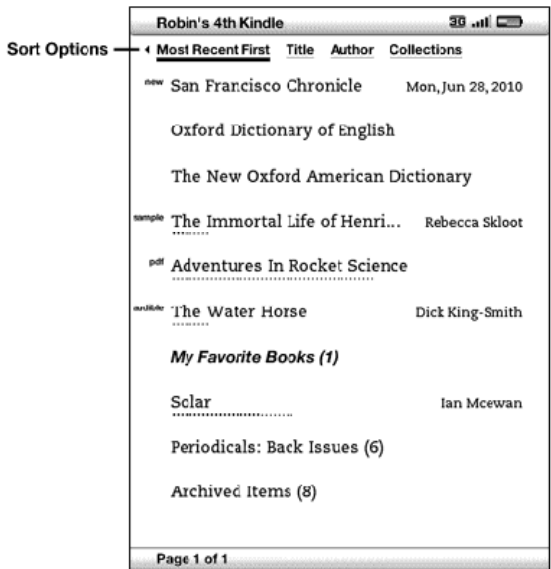 Robin's 4th Kindle 3G
Sort Options Most Recent First Title Author Collections
new San Francisco Chronicle Mon, Jun 28, 2010
Oxford Dictionary of English
The New Oxford American Dictionary
sample The Immortal Life of Henri... Rebecca Skloot
pdf Adventures In Rocket Science
audible The Water Horse Dick King-Smith
My Favorite Books (1)
Solar Ian Mcewan
Periodicals: Back Issues (6)
Archived Items (8)
Page 1 of 1